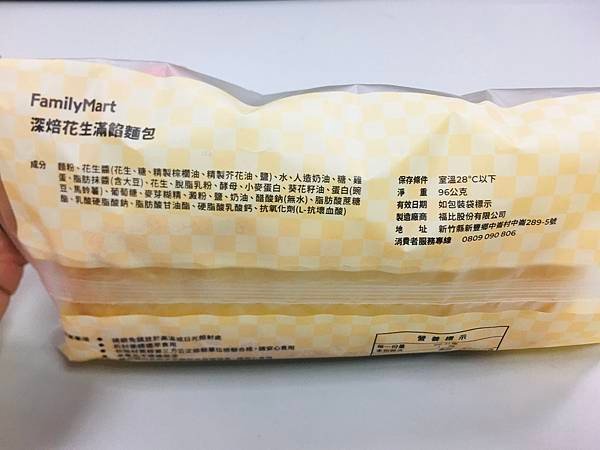 FamilyMart
深焙花生滿餡麵包
成分 麵粉、花生醬(花生、糖、精製棕櫚油、精製芥花油、鹽)、水、人造奶油、糖、雞
蛋、脂肪抹醬(含大豆)、花生、脫脂乳粉、酵母、小麥蛋白、葵花籽油、蛋白(豌
豆、馬鈴薯)、葡萄糖、麥芽糊精、澱粉、鹽、奶油、醋酸鈉(無水)、脂肪酸蔗糖
酯、乳酸硬脂酸鈉、脂肪酸甘油酯、硬脂酸乳酸鈣、抗氧化劑(L-抗壞血酸)
保存條件 室溫28°C以下
淨重 96公克
有效日期 如包裝袋標示
製造廠商 福比股份有限公司
地址 新竹縣新豐鄉中崙村中崙289-5號
消費者服務專線 0809 090 806
營養標示
每一份量